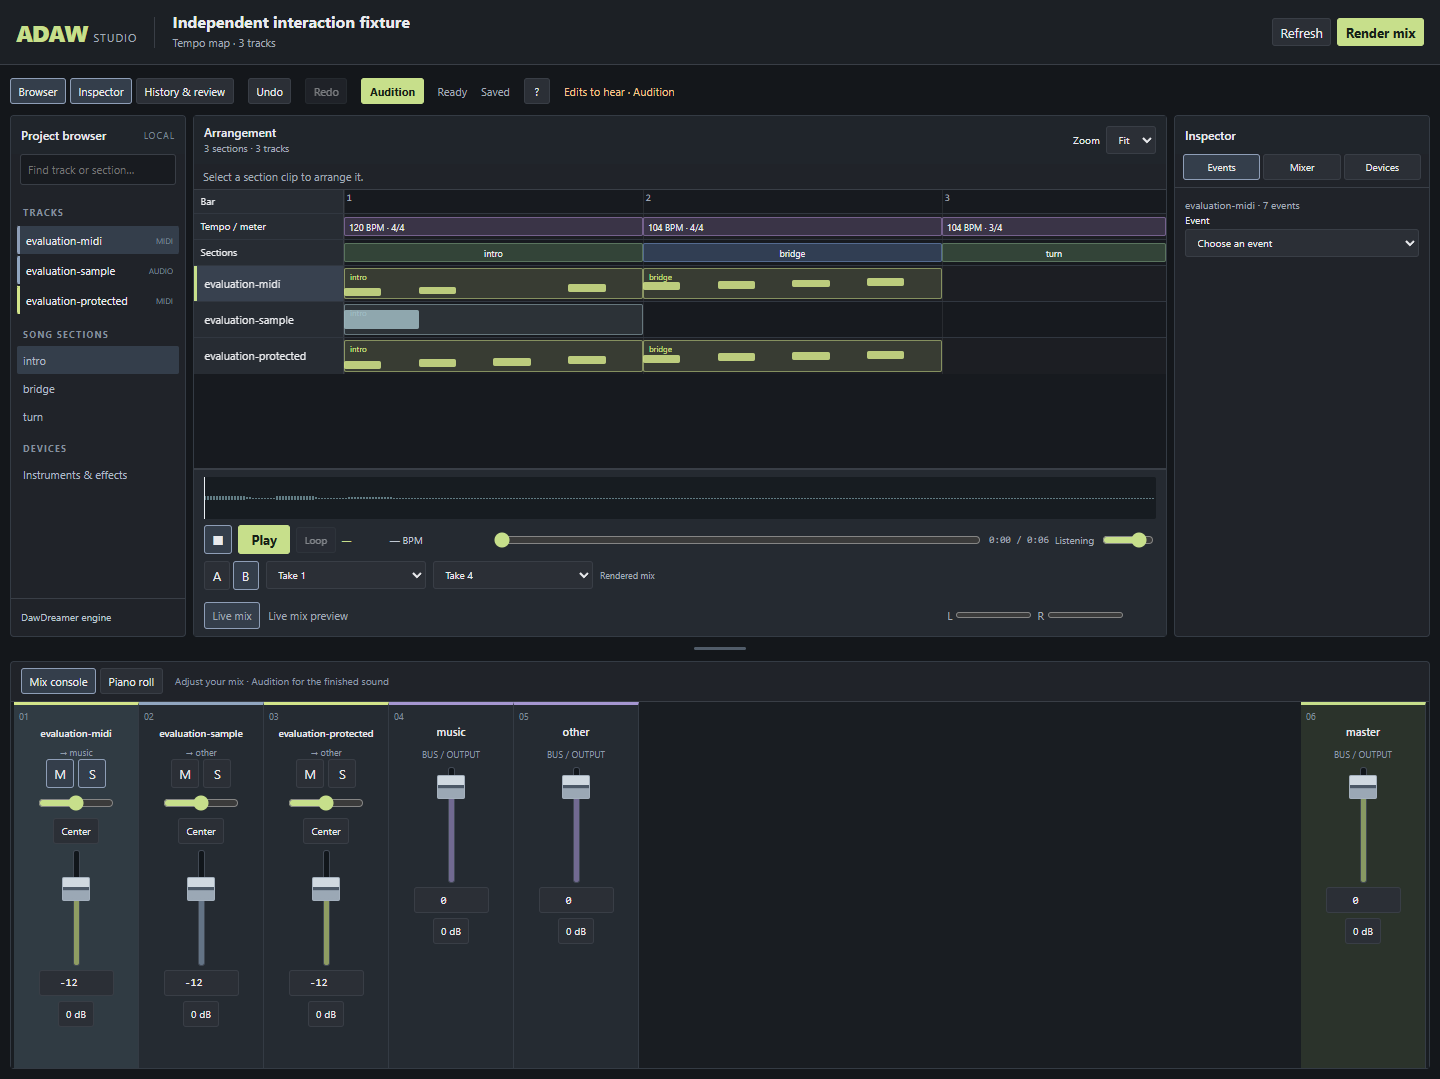 ADAW STUDIO
Independent interaction fixture
Tempo map · 3 tracks
Refresh
Render mix
Browser
Inspector
History & review
Undo
Redo
Audition
Ready
Saved
?
Edits to hear · Audition
Project browser
LOCAL
Find track or section...
TRACKS
evaluation-midi MIDI
evaluation-sample AUDIO
evaluation-protected MIDI
SONG SECTIONS
intro
bridge
turn
DEVICES
Instruments & effects
DawDreamer engine
Arrangement
3 sections · 3 tracks
Zoom Fit
Select a section clip to arrange it.
Bar 1 2 3
Tempo / meter 120 BPM · 4/4 104 BPM · 4/4 104 BPM · 3/4
Sections intro bridge turn
evaluation-midi intro bridge
evaluation-sample
evaluation-protected intro bridge
Play
Loop — — BPM
0:00 / 0:06 Listening
A B Take 1 Take 4 Rendered mix
Live mix Live mix preview
L R
Inspector
Events Mixer Devices
evaluation-midi · 7 events
Event
Choose an event
Mix console Piano roll Adjust your mix · Audition for the finished sound
01
evaluation-midi
→ music
M S
Center
-12
0 dB
02
evaluation-sample
→ other
M S
Center
-12
0 dB
03
evaluation-protected
→ other
M S
Center
-12
0 dB
04
music
BUS / OUTPUT
0
0 dB
05
other
BUS / OUTPUT
0
0 dB
06
master
BUS / OUTPUT
0
0 dB